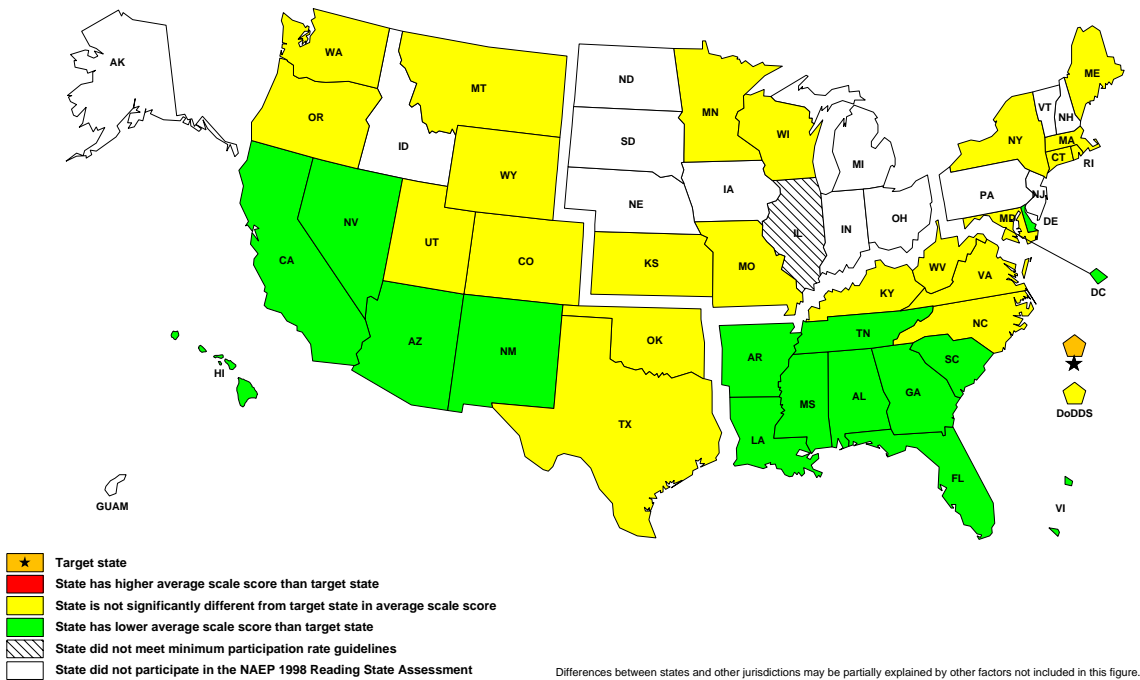 AK
WA
MT
ND
MN
ME
OR
ID
SD
WI
VT
NH
NY
MA
CT
RI
MI
WY
NE
IA
PA
NJ
NV
UT
CO
KS
MO
IL
IN
OH
MD
DE
WV
VA
DC
CA
KY
NC
AZ
NM
OK
AR
TN
SC
HI
TX
LA
MS
AL
GA
DoDDS
FL
GUAM
VI
Target state
State has higher average scale score than target state
State is not significantly different from target state in average scale score
State has lower average scale score than target state
State did not meet minimum participation rate guidelines
State did not participate in the NAEP 1998 Reading State Assessment
Differences between states and other jurisdictions may be partially explained by other factors not included in this figure.